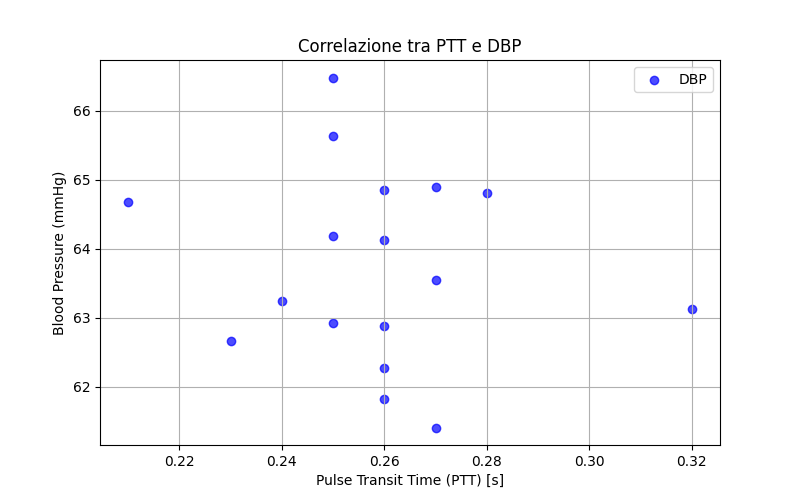 Correlazione tra PTT e DBP
DBP
Blood Pressure (mmHg)
66
65
64
63
62
0.22 0.24 0.26 0.28 0.30 0.32
Pulse Transit Time (PTT) [s]